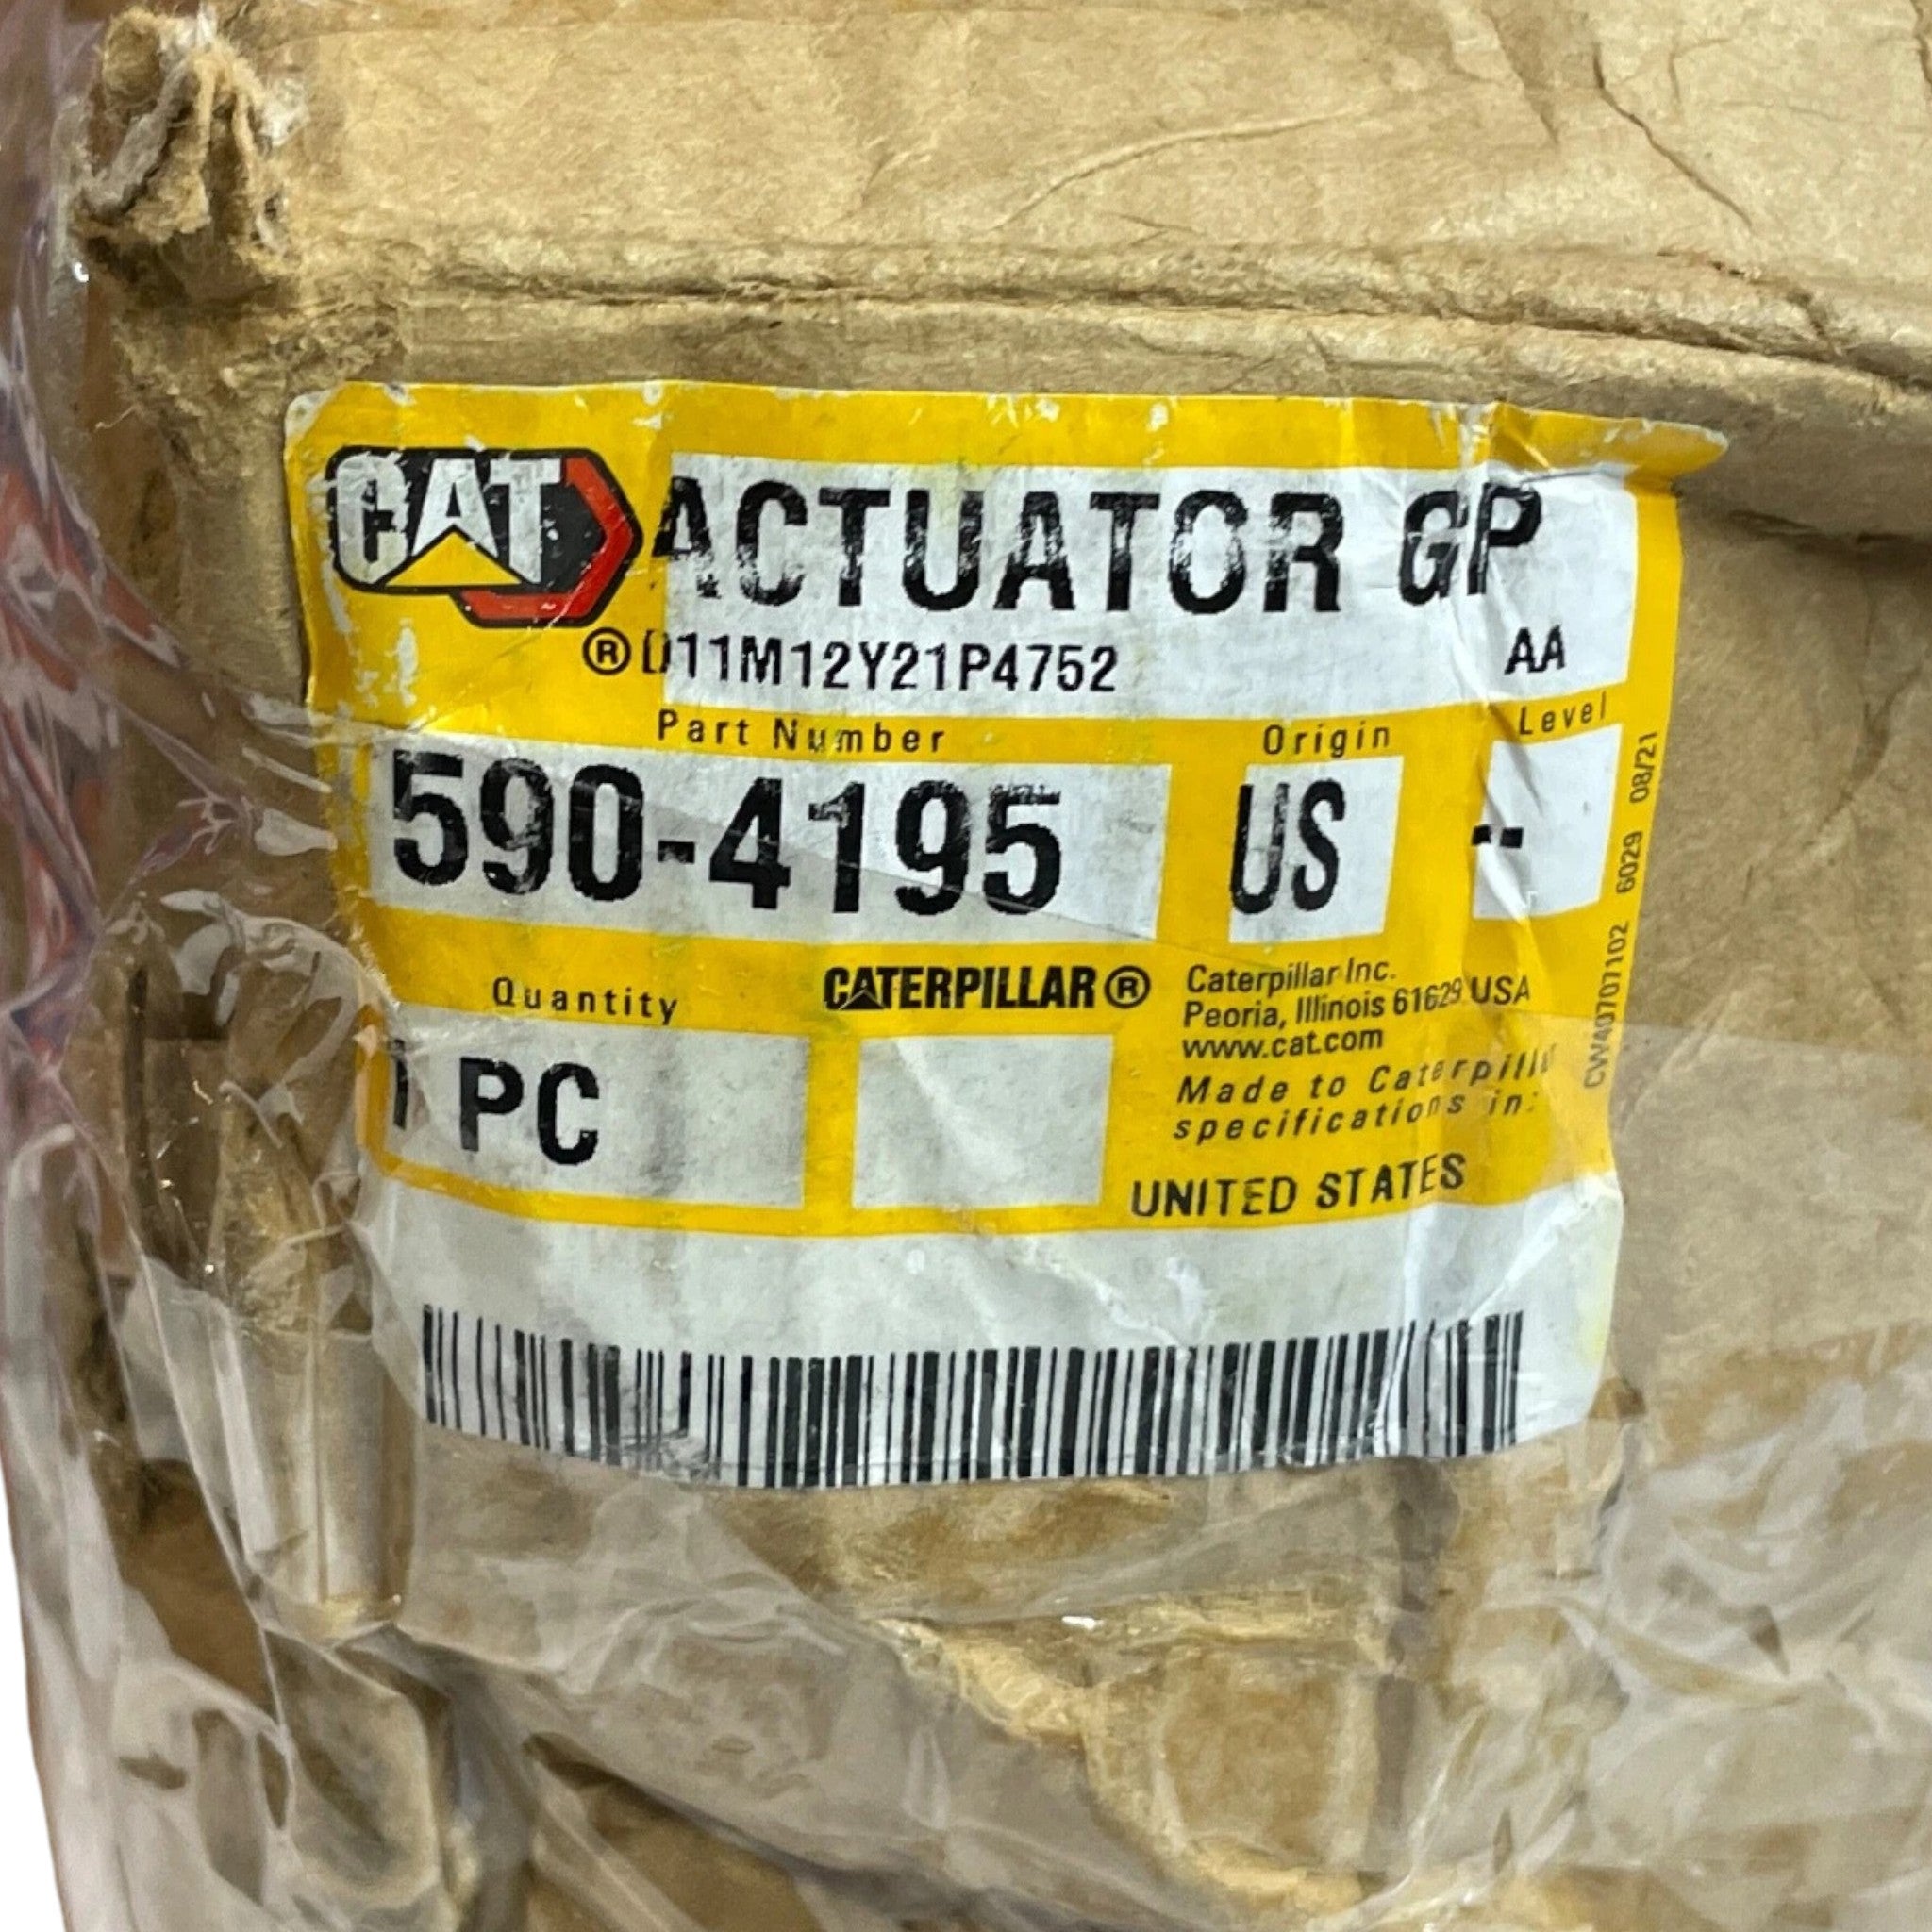 CAT ACTUATOR GP
® D11M12Y21P4752 AA
Part Number Origin Level
590-4195 US --
Quantity CATERPILLAR® Caterpillar Inc.
Peoria, Illinois 61629 USA
www.cat.com
1 PC
Made to Caterpillar
specifications in:
UNITED STATES
CW40707102 6029 08/21